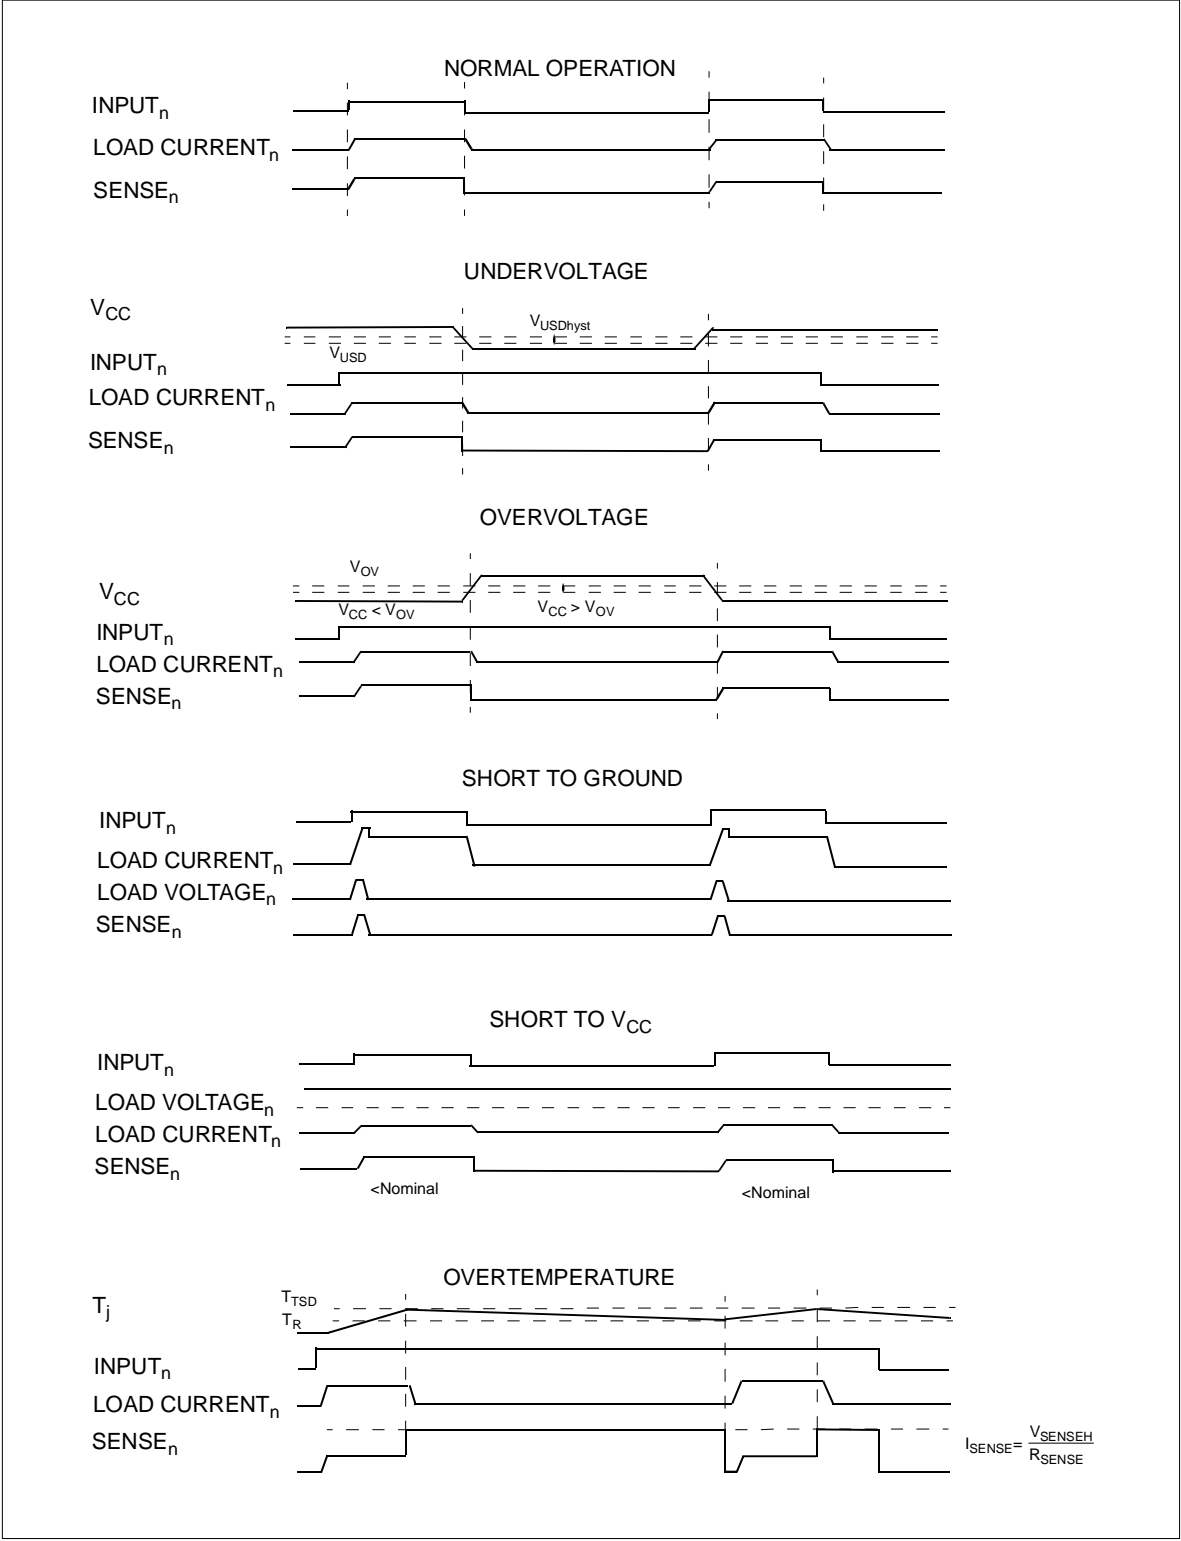 NORMAL OPERATION
INPUTn
LOAD CURRENTn
SENSEn
UNDERVOLTAGE
VCC
VUSDhyst
VUSD
INPUTn
LOAD CURRENTn
SENSEn
OVERVOLTAGE
VOV
VCC
VCC < VOV VCC > VOV
INPUTn
LOAD CURRENTn
SENSEn
SHORT TO GROUND
INPUTn
LOAD CURRENTn
LOAD VOLTAGEn
SENSEn
SHORT TO VCC
INPUTn
LOAD VOLTAGEn
LOAD CURRENTn
SENSEn
<Nominal <Nominal
OVERTEMPERATURE
Tj
TTSD
TR
INPUTn
LOAD CURRENTn
SENSEn
ISENSE= VSENSEH
RSENSE